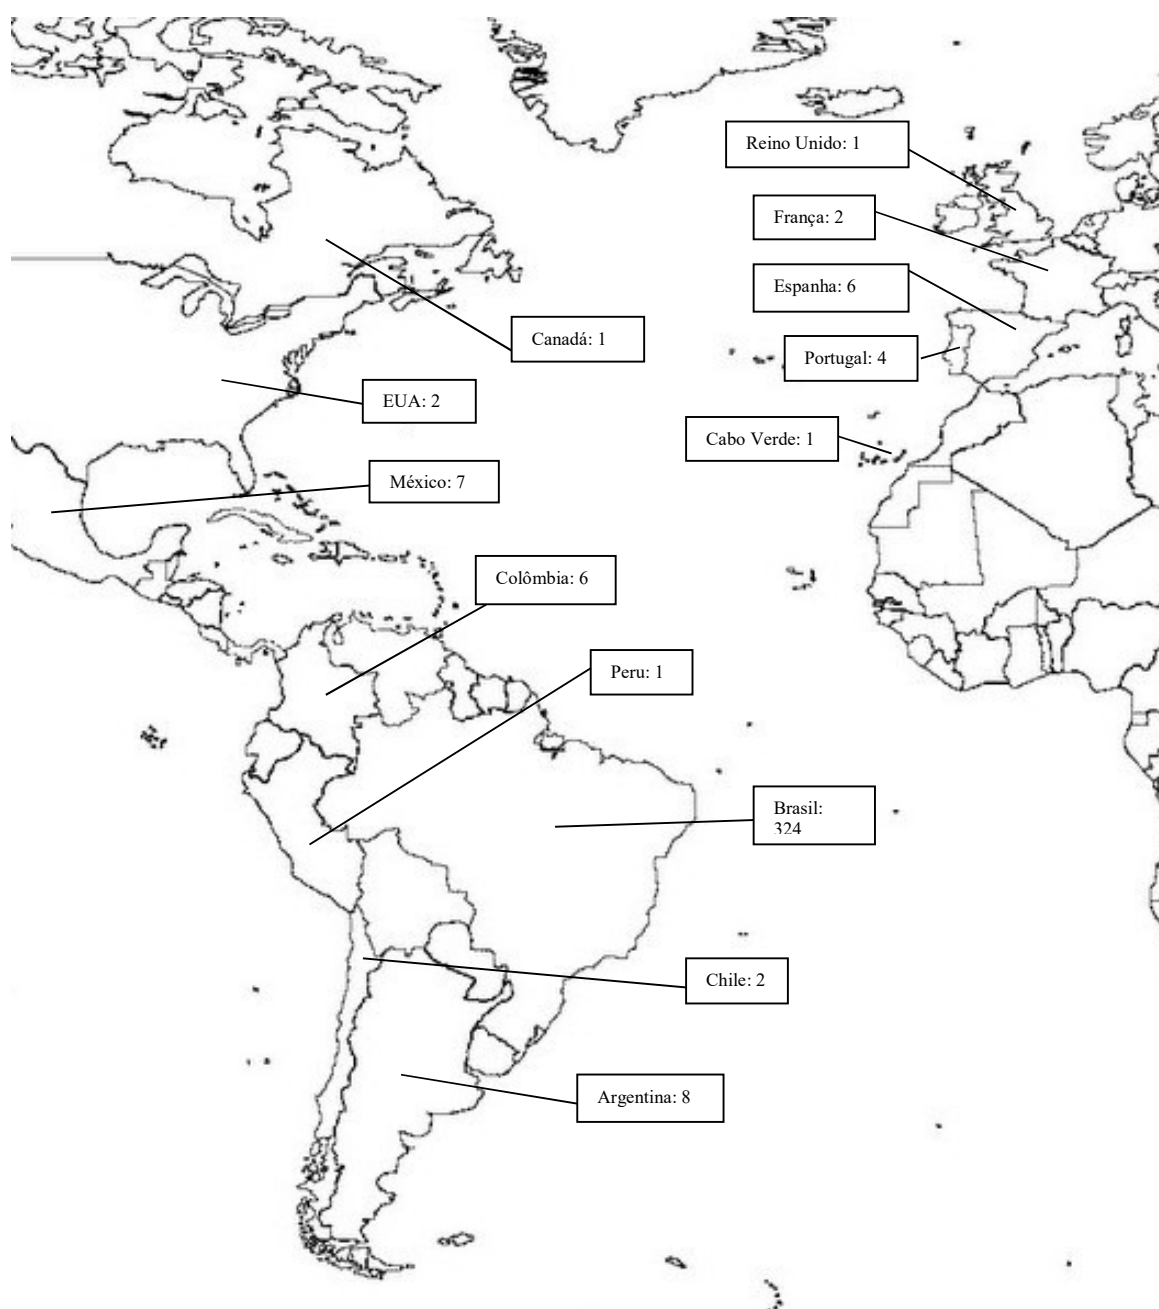 Reino Unido: 1
França: 2
Espanha: 6
Canadá: 1
Portugal: 4
EUA: 2
Cabo Verde: 1
México: 7
Colômbia: 6
Peru: 1
Brasil:
324
Chile: 2
Argentina: 8